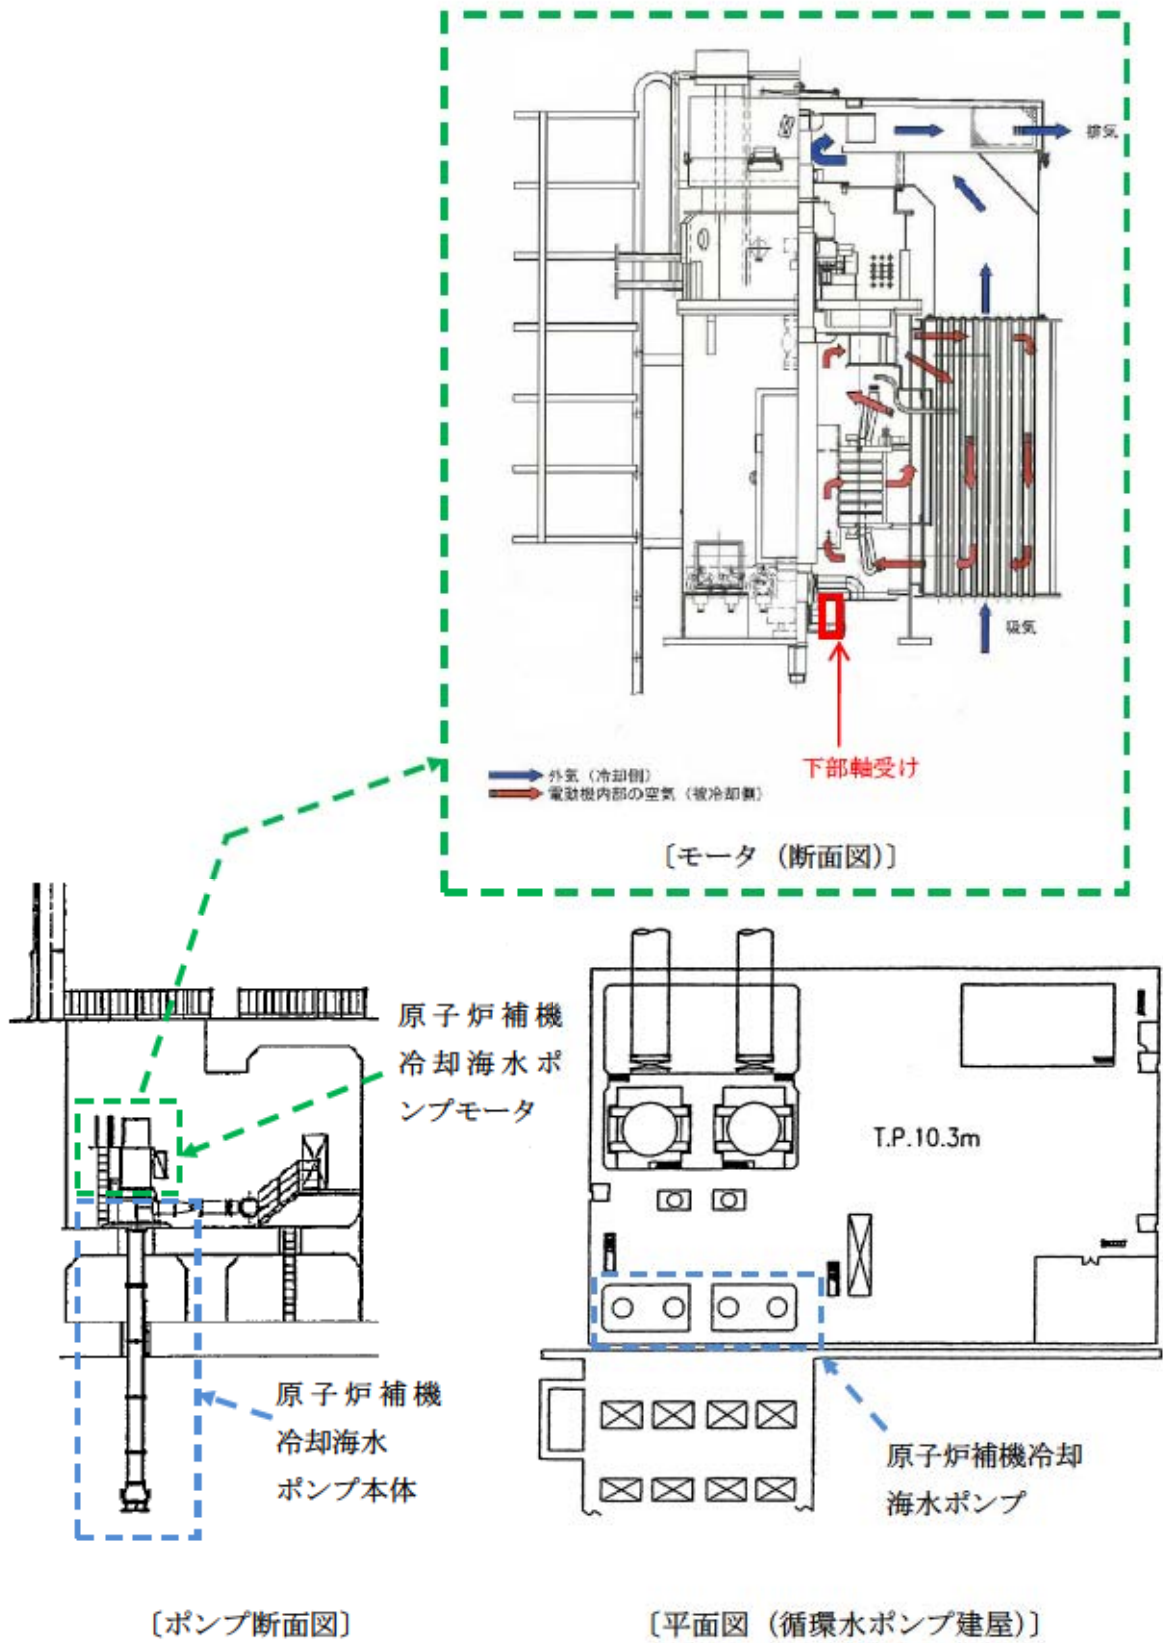 排気
吸気
下部軸受け
外気（冷却側）
電動機内部の空気（被冷却側）
〔モータ（断面図）〕
原子炉補機
冷却海水ポ
ンプモータ
T.P.10.3m
原子炉補機
冷却海水
ポンプ本体
原子炉補機冷却
海水ポンプ
〔ポンプ断面図〕
〔平面図（循環水ポンプ建屋）〕